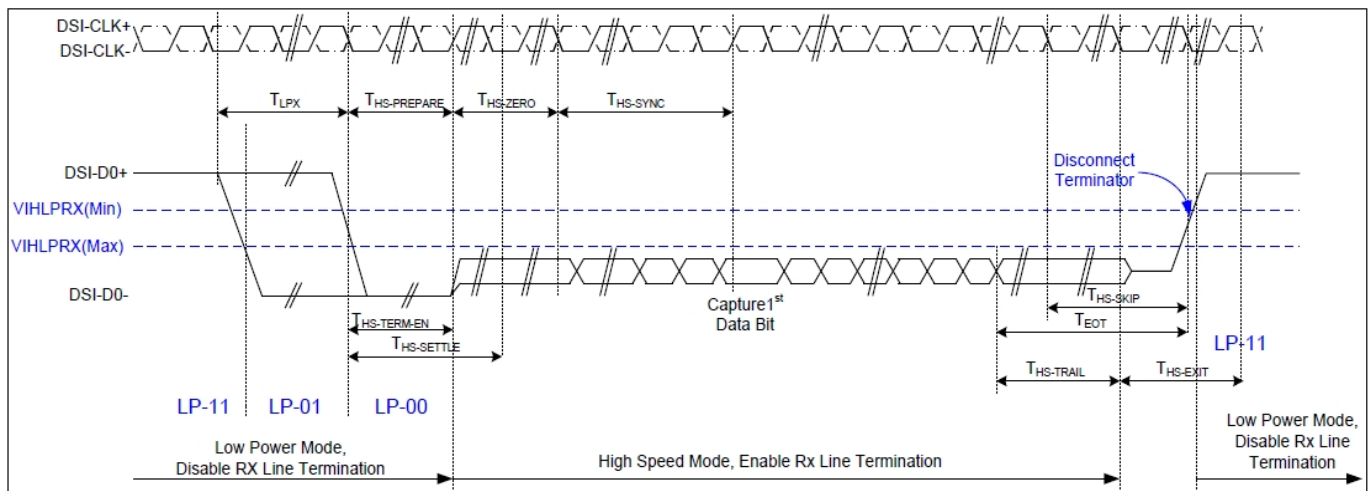 DSI-CLK+
DSI-CLK-
TLPX
THS-PREPARE
THS-ZERO
THS-SYNC
DSI-D0+
Disconnect
Terminator
VIHLPRX(Min)
VIHLPRX(Max)
DSI-D0-
Capture1st
Data Bit
THS-SKIP
THS-TERM-EN
TEOT
THS-SETTLE
LP-11
THS-TRAIL
THS-EXIT
LP-11
LP-01
LP-00
Low Power Mode,
Disable RX Line Termination
High Speed Mode, Enable Rx Line Termination
Low Power Mode,
Disable Rx Line
Termination